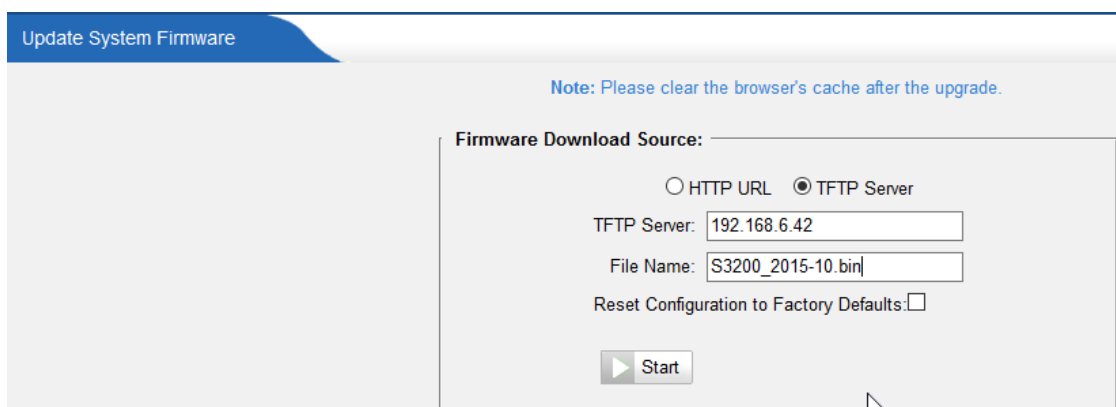 Update System Firmware
Note: Please clear the browser's cache after the upgrade.
Firmware Download Source:
HTTP URL TFTP Server
TFTP Server: 192.168.6.42
File Name: S3200_2015-10.bin
Reset Configuration to Factory Defaults:
Start